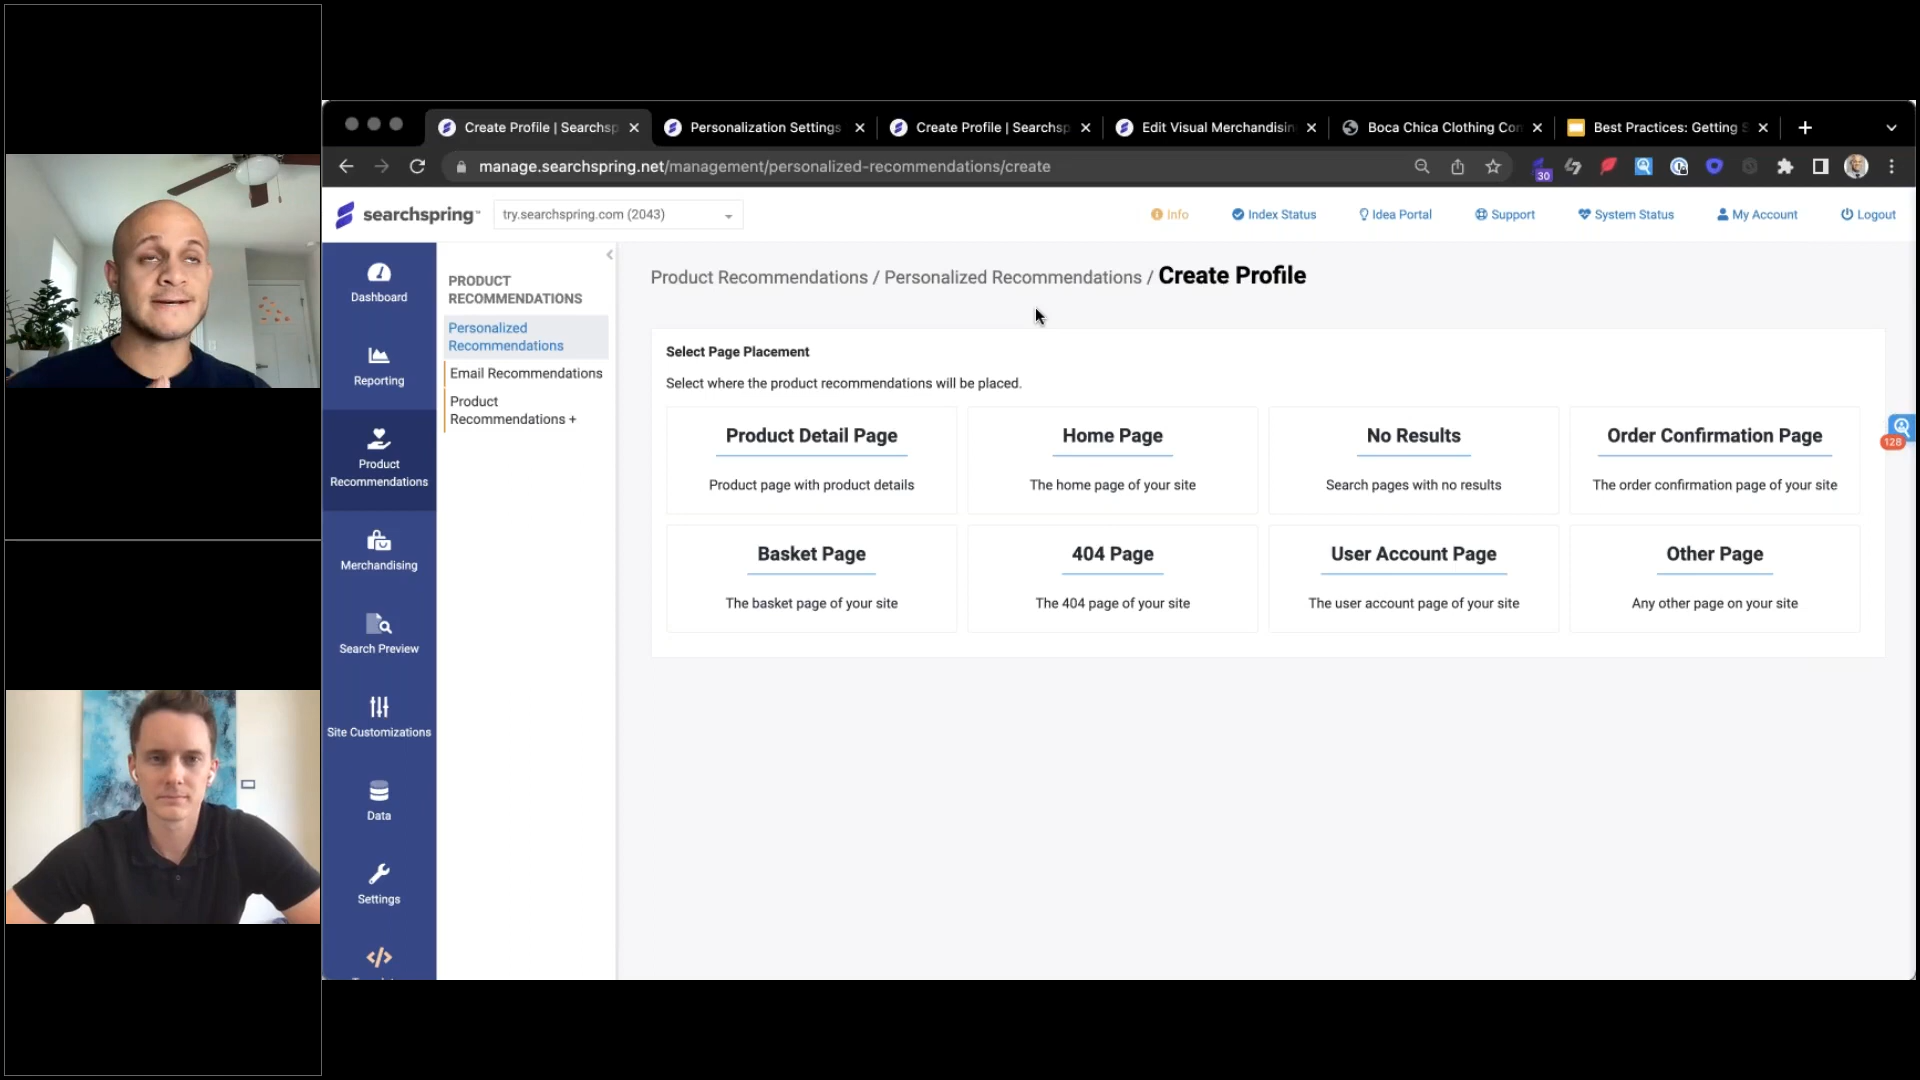 Create Profile | Searchsp
Personalization Settings
Create Profile | Searchsp
Edit Visual Merchandisin
Boca Chica Clothing Con
Best Practices: Getting S
manage.searchspring.net/management/personalized-recommendations/create
30
searchspring™
try.searchspring.com (2043)
Info
Index Status
Idea Portal
Support
System Status
My Account
Logout
Dashboard
Reporting
Product
Recommendations
Merchandising
Search Preview
Site Customizations
Data
Settings
PRODUCT
RECOMMENDATIONS
Personalized
Recommendations
Email Recommendations
Product
Recommendations +
Product Recommendations / Personalized Recommendations / Create Profile
Select Page Placement
Select where the product recommendations will be placed.
Product Detail Page
Product page with product details
Home Page
The home page of your site
No Results
Search pages with no results
Order Confirmation Page
The order confirmation page of your site
Basket Page
The basket page of your site
404 Page
The 404 page of your site
User Account Page
The user account page of your site
Other Page
Any other page on your site
128